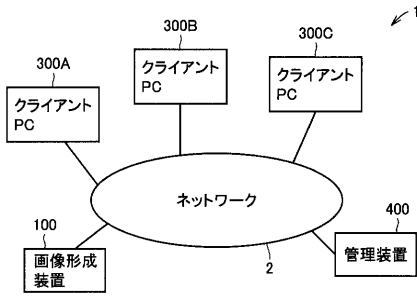 1
300B
300C
300A
クライアント
PC
クライアント
PC
クライアント
PC
ネットワーク
400
100
画像形成
装置
2
管理装置